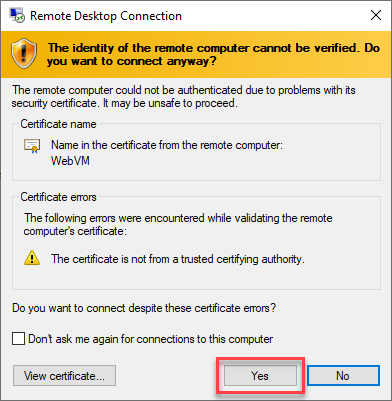 Remote Desktop Connection
The identity of the remote computer cannot be verified. Do
you want to connect anyway?
The remote computer could not be authenticated due to problems with its
security certificate. It may be unsafe to proceed.
Certificate name
Name in the certificate from the remote computer:
WebVM
Certificate errors
The following errors were encountered while validating the remote
computer's certificate:
The certificate is not from a trusted certifying authority.
Do you want to connect despite these certificate errors?
Don't ask me again for connections to this computer
View certificate...
Yes
No